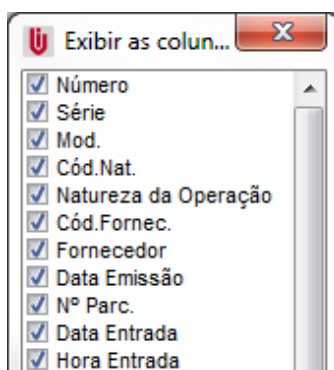 Exibir as colun...
Número
Série
Mod.
Cód.Nat.
Natureza da Operação
Cód.Fornec.
Fornecedor
Data Emissão
Nº Parc.
Data Entrada
Hora Entrada